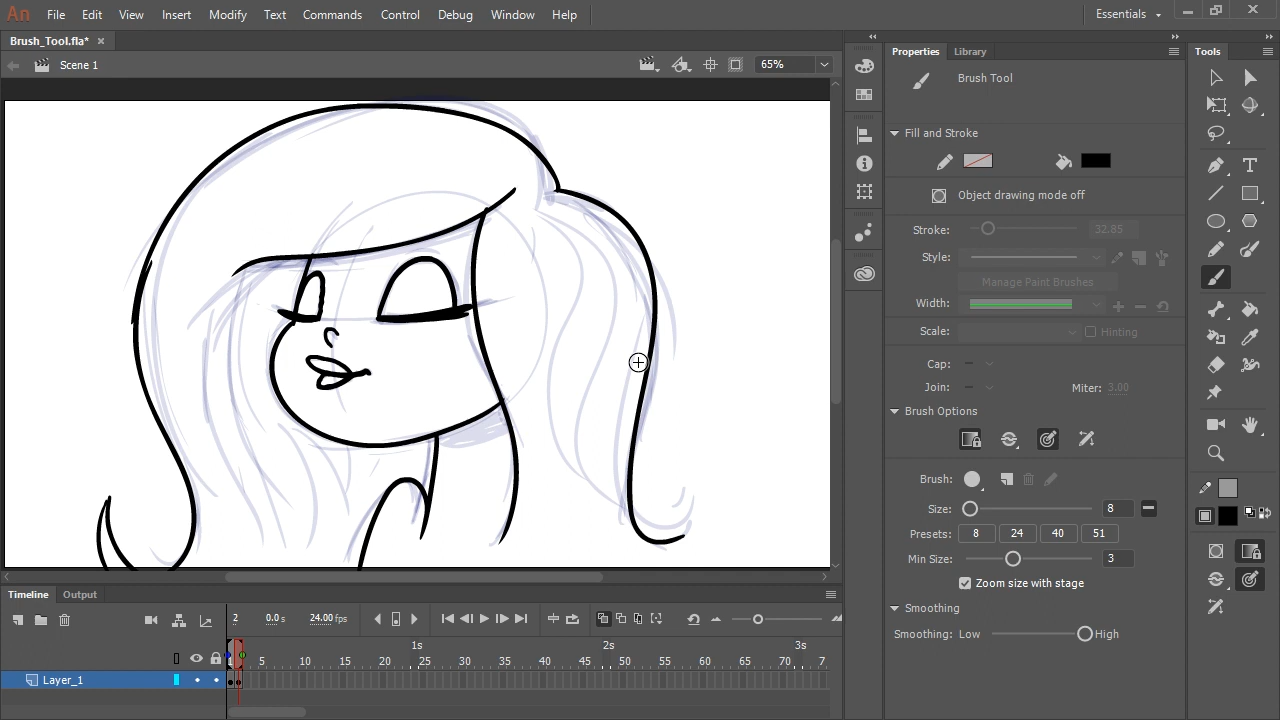 An File Edit View Insert Modify Text Commands Control Debug Window Help Essentials
Brush_Tool.fla*
Scene 1
65%
Properties Library
Tools
Brush Tool
Fill and Stroke
Object drawing mode off
Stroke: 32.85
Style:
Manage Paint Brushes
Width:
Scale: Hinting
Cap:
Join: Miter: 3.00
Brush Options
Brush:
Size: 8
Presets: 8 24 40 51
Min Size: 3
Zoom size with stage
Smoothing
Smoothing: Low High
Timeline Output
2 0.0 s 24.00 fps
1s 2s 3s
1 5 10 15 20 25 30 35 40 45 50 55 60 65 70 75 7
Layer_1